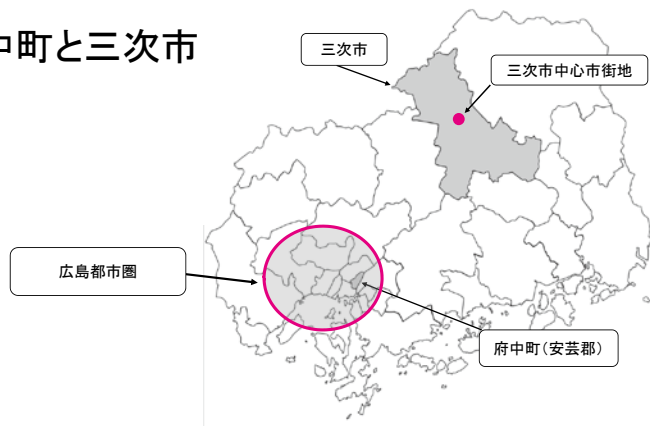 中町と三次市
三次市
三次市中心市街地
広島都市圏
府中町(安芸郡)